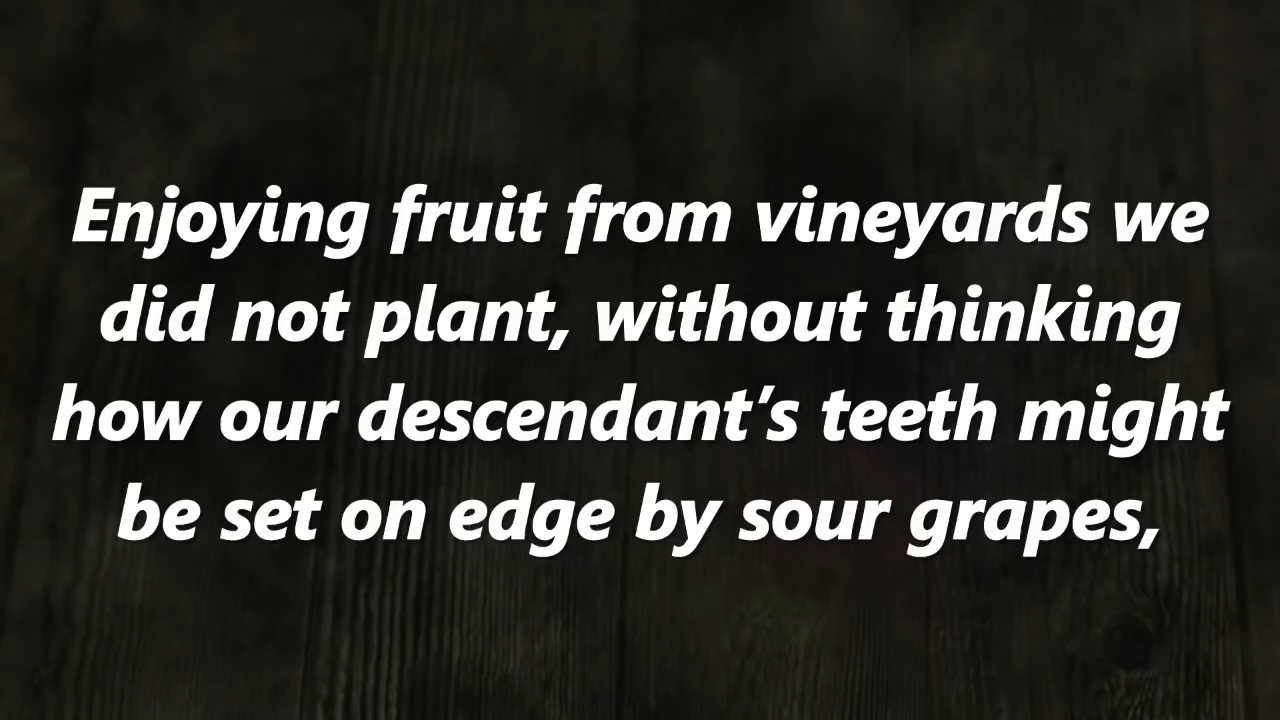 Enjoying fruit from vineyards we
did not plant, without thinking
how our descendant’s teeth might
be set on edge by sour grapes,